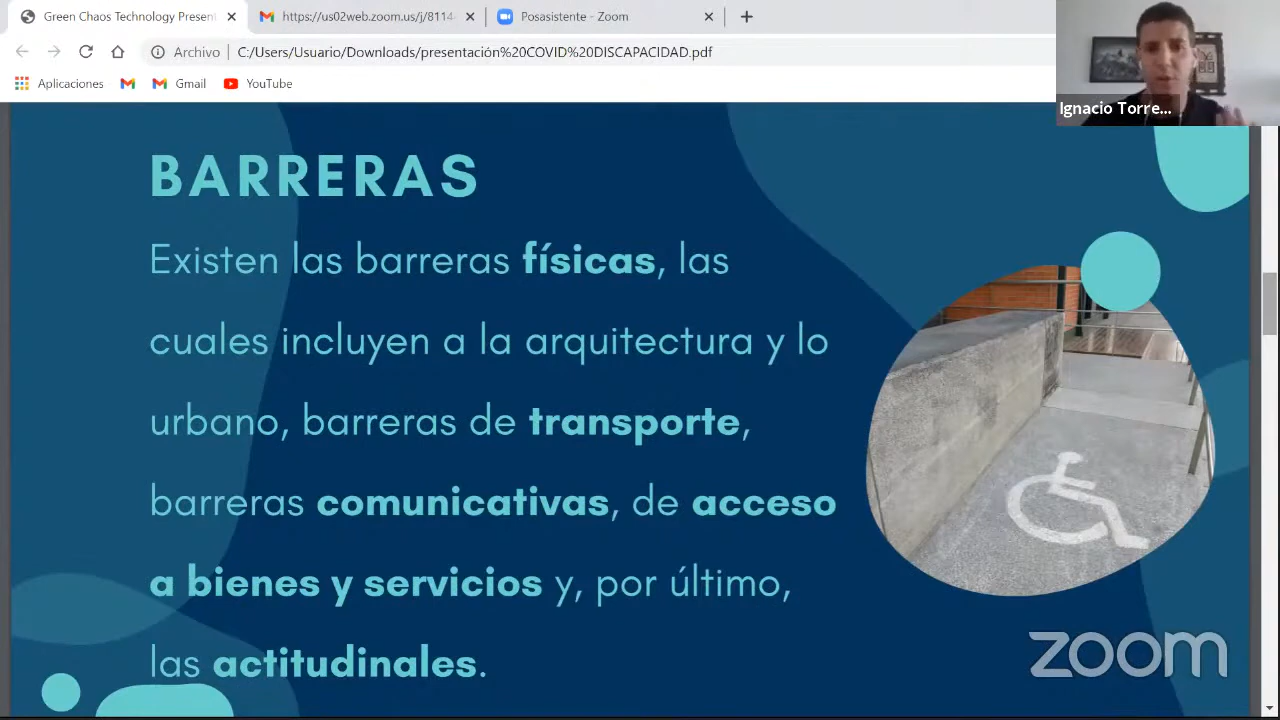 Green Chaos Technology Present
https://us02web.zoom.us/j/8114
Posasistente - Zoom
Archivo
C:/Users/Usuario/Downloads/presentación%20COVID%20DISCAPACIDAD.pdf
Aplicaciones
Gmail
YouTube
Ignacio Torre...
BARRERAS
Existen las barreras físicas, las
cuales incluyen a la arquitectura y lo
urbano, barreras de transporte,
barreras comunicativas, de acceso
a bienes y servicios y, por último,
las actitudinales.
zoom